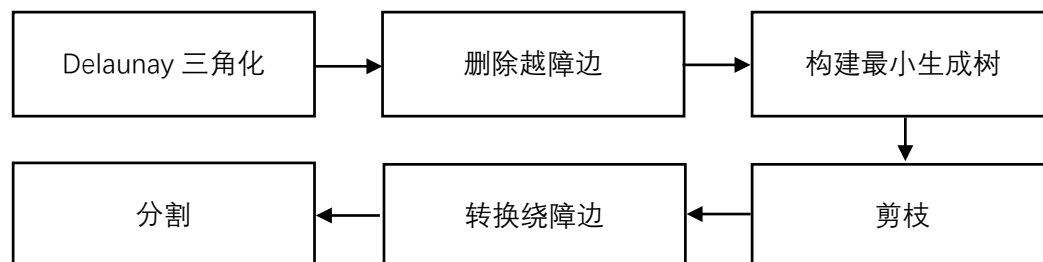 Delaunay 三角化
删除越障边
构建最小生成树
剪枝
转换绕障边
分割